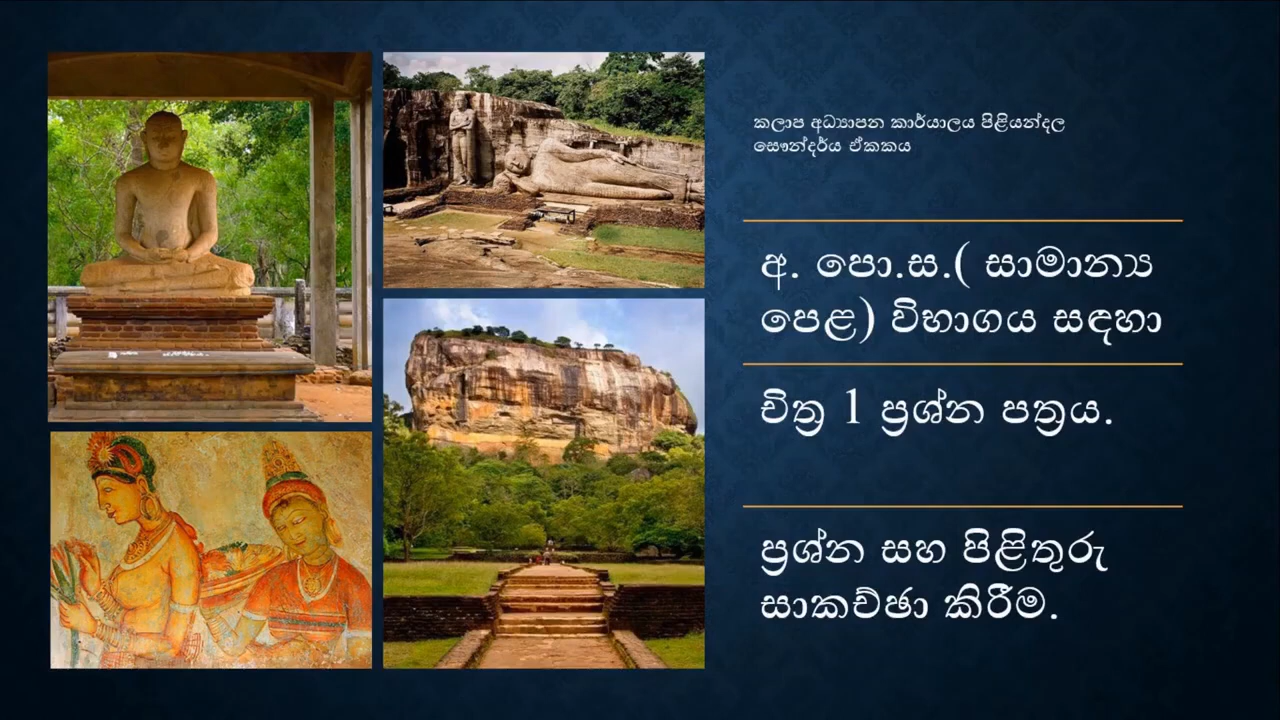 කලාප අධ්‍යාපන කාර්යාලය පිළියන්දල
සෞන්දර්ය ඒකකය
අ. පො.ස.( සාමාන්‍ය
පෙළ) විභාගය සඳහා
චිත්‍ර 1 ප්‍රශ්න පත්‍රය.
ප්‍රශ්න සහ පිළිතුරු
සාකච්ඡා කිරීම.